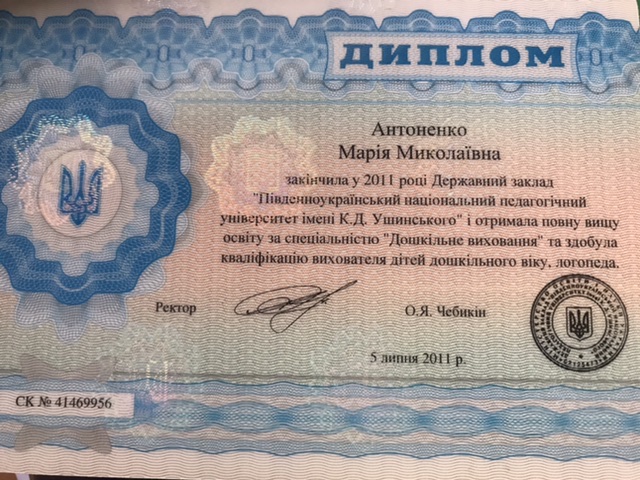 ДИПЛОМ
Антоненко
Марія Миколаївна
закінчила у 2011 році Державний заклад
"Південноукраїнський національний педагогічний
університет імені К.Д. Ушинського" і отримала повну вищу
освіту за спеціальністю "Дошкільне виховання" та здобула
кваліфікацію вихователя дітей дошкільного віку, логопеда.
Ректор О.Я. Чебикін
5 липня 2011 р.
СК № 41469956